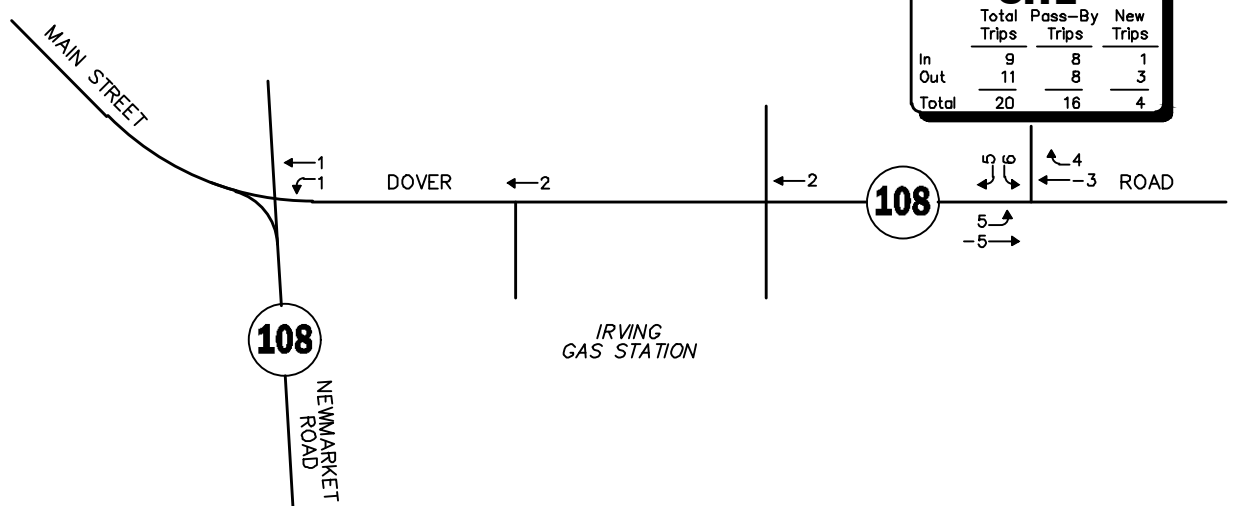 Total Pass-By New
Trips Trips Trips
In 9 8 1
Out 11 8 3
Total 20 16 4
MAIN STREET
1
1
DOVER
2
2
108
5 6
4
-3
ROAD
5
-5
108
IRVING
GAS STATION
NEWMARKET
ROAD